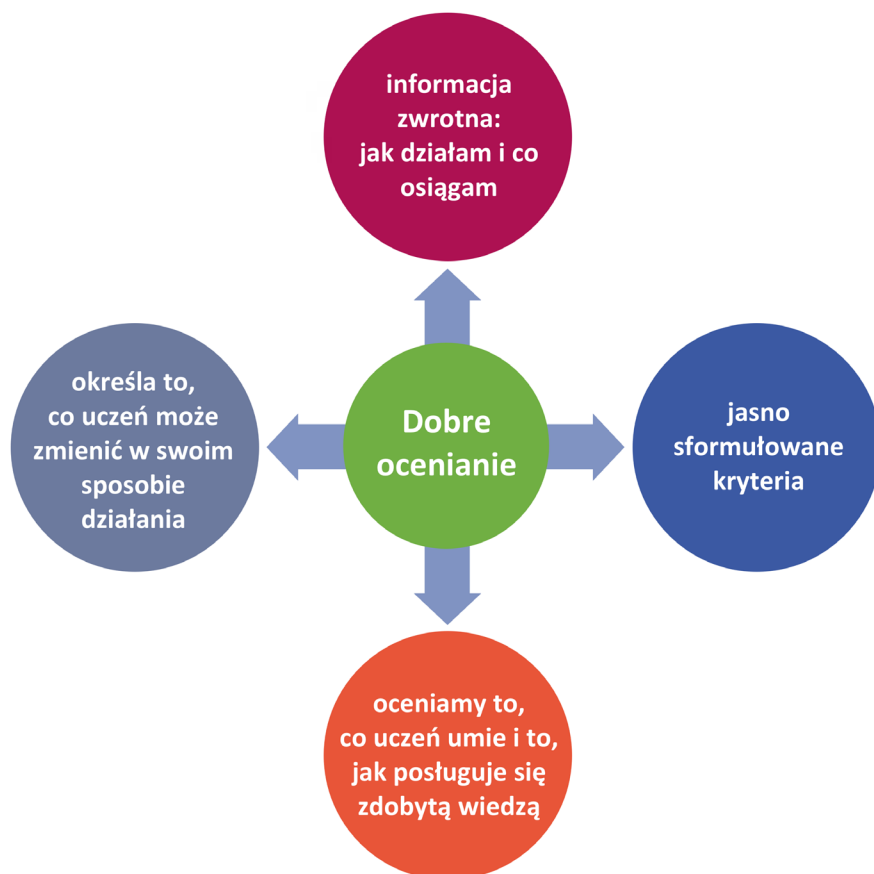 informacja
zwrotna:
jak działam i co
osiągam
określa to,
co uczeń może
zmienić w swoim
sposobie
działania
Dobre
ocenianie
jasno
sformułowane
kryteria
oceniamy to,
co uczeń umie i to,
jak posługuje się
zdobytą wiedzą